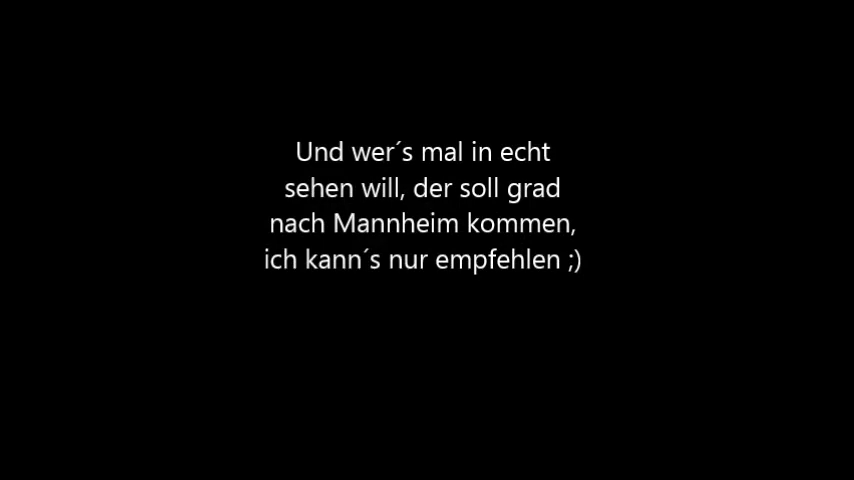 Und wer´s mal in echt
sehen will, der soll grad
nach Mannheim kommen,
ich kann´s nur empfehlen ;)